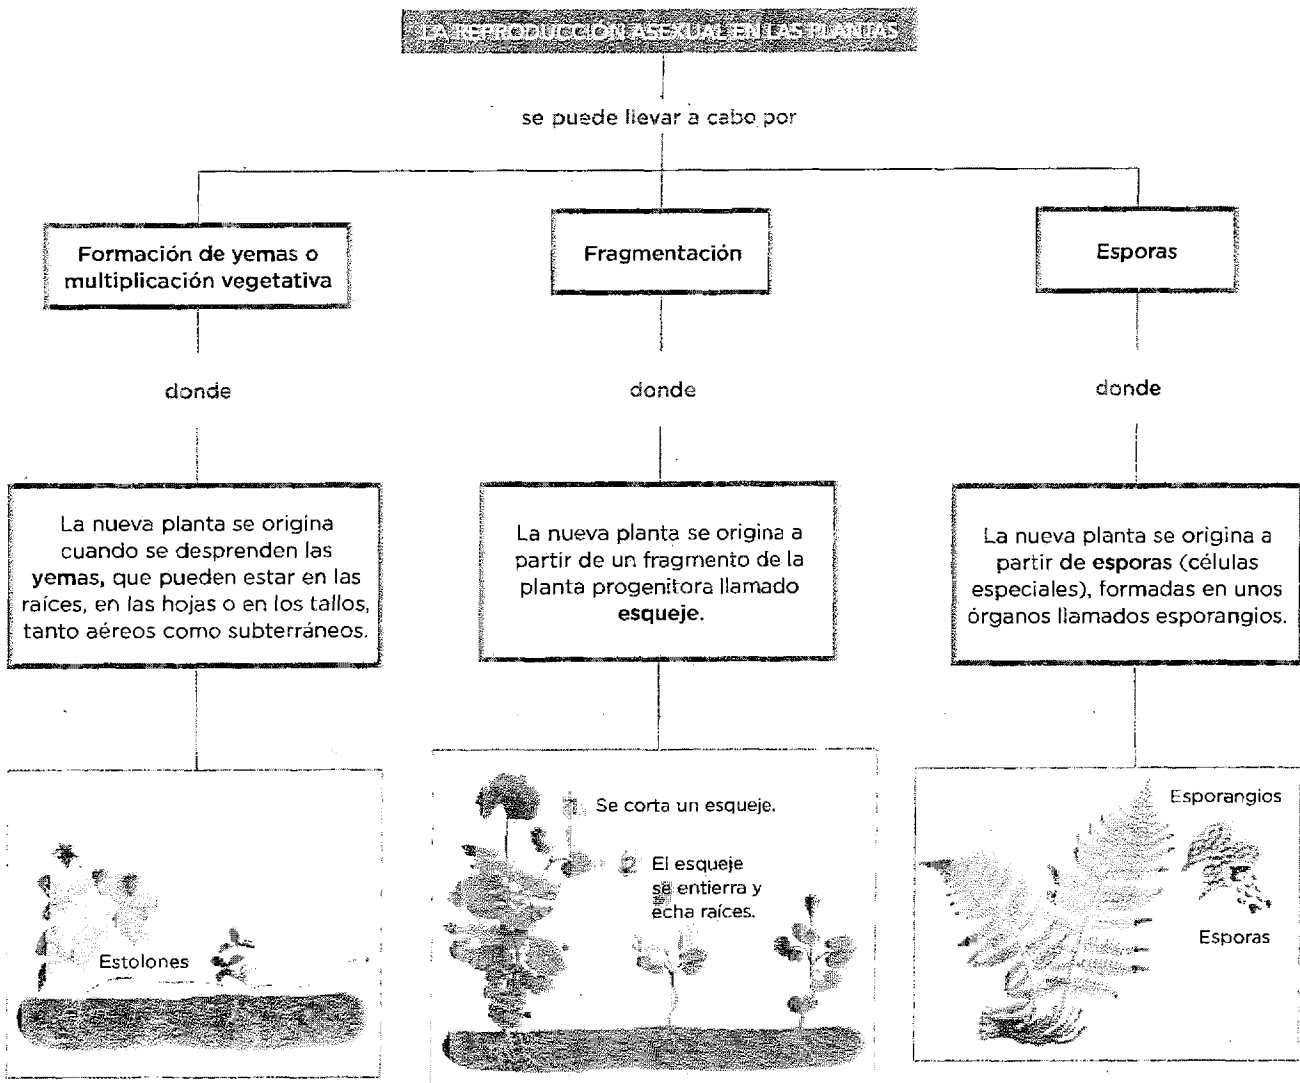 LA REPRODUCCIÓN ASEXUAL EN LAS PLANTAS
se puede llevar a cabo por
Formación de yemas o
multiplicación vegetativa
donde
La nueva planta se origina
cuando se desprenden las
yemas, que pueden estar en las
raíces, en las hojas o en los tallos,
tanto aéreos como subterráneos.
Estolones
Fragmentación
donde
La nueva planta se origina a
partir de un fragmento de la
planta progenitora llamado
esqueje.
1 Se corta un esqueje.
2 El esqueje
se entierra y
echa raíces.
Esporas
donde
La nueva planta se origina a
partir de esporas (células
especiales), formadas en unos
órganos llamados esporangios.
Esporangios
Esporas